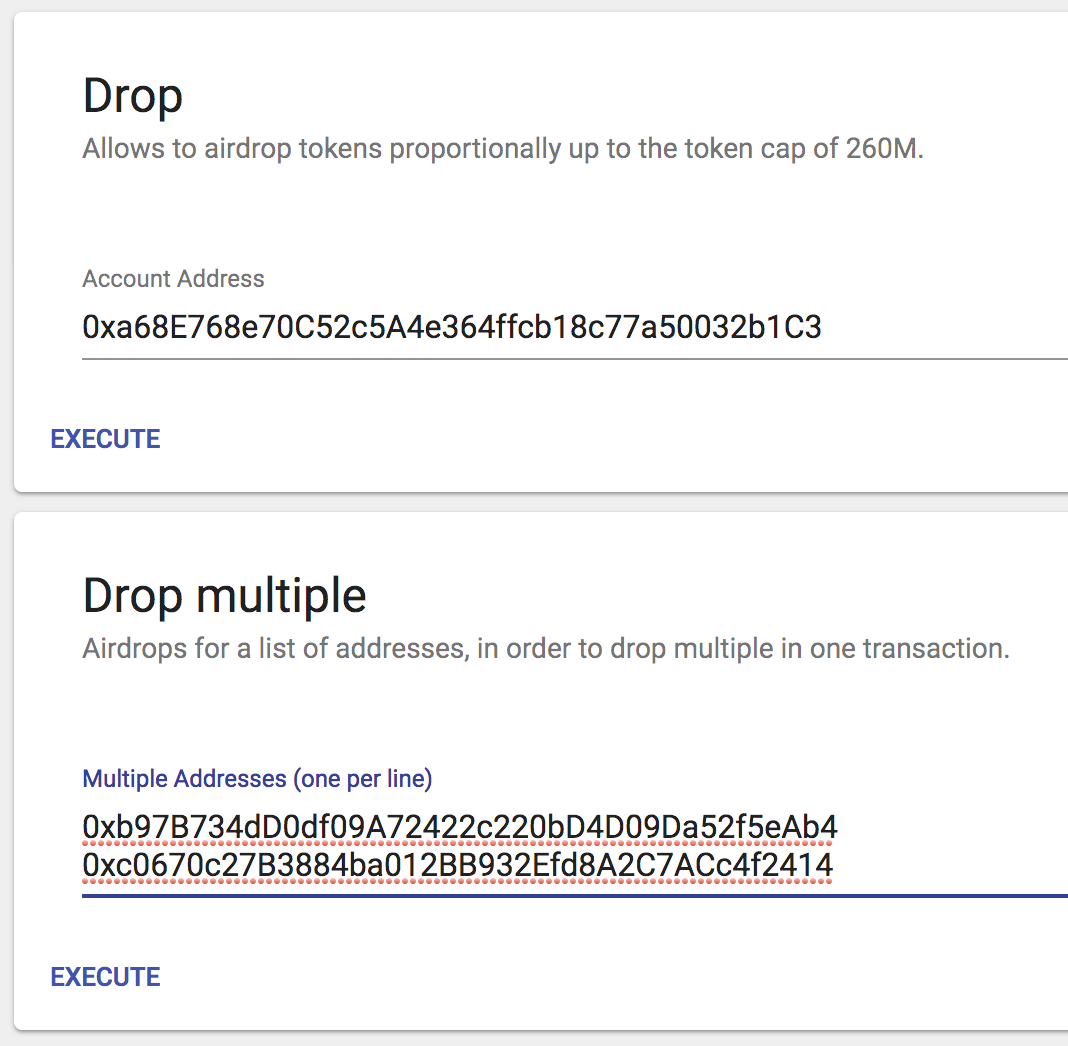 Drop
Allows to airdrop tokens proportionally up to the token cap of 260M.
Account Address
0xa68E768e70C52c5A4e364ffcb18c77a50032b1C3
EXECUTE
Drop multiple
Airdrops for a list of addresses, in order to drop multiple in one transaction.
Multiple Addresses (one per line)
0xb97B734dD0df09A72422c220bD4D09Da52f5eAb4
0xc0670c27B3884ba012BB932Efd8A2C7ACc4f2414
EXECUTE